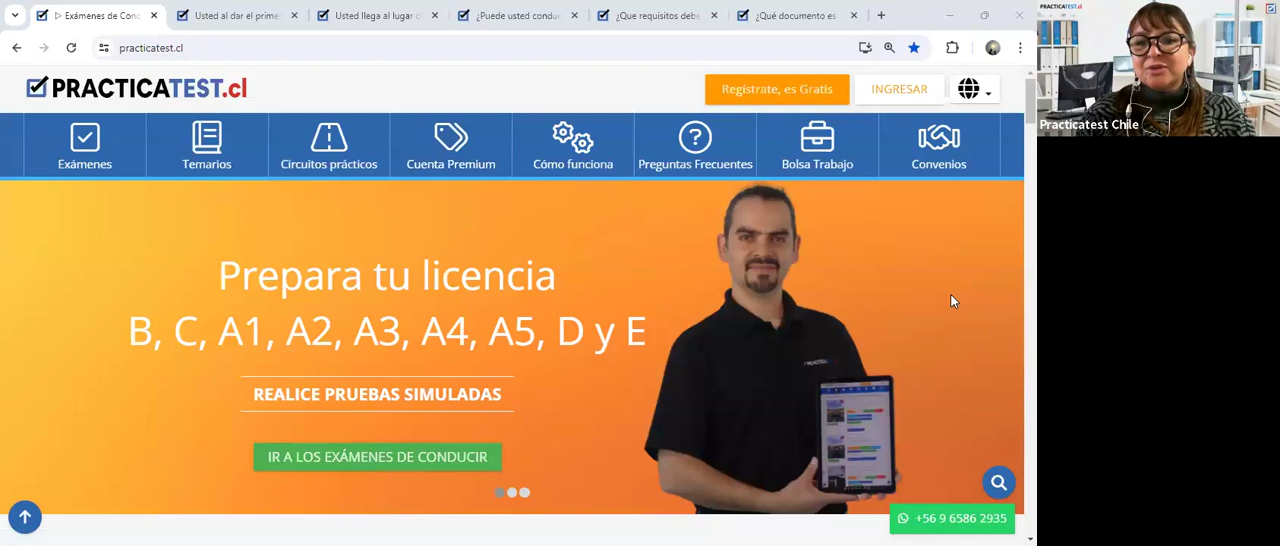 Exámenes de Cond
Usted al dar el prime
Usted llega al lugar o
¿Puede usted condu
¿Que requisitos debe
¿Qué documento es
practicatest.cl
PRACTICATEST.cl
Regístrate, es Gratis
INGRESAR
Exámenes
Temarios
Circuitos prácticos
Cuenta Premium
Cómo funciona
Preguntas Frecuentes
Bolsa Trabajo
Convenios
Prepara tu licencia
B, C, A1, A2, A3, A4, A5, D y E
REALICE PRUEBAS SIMULADAS
IR A LOS EXÁMENES DE CONDUCIR
+56 9 6586 2935
PRACTICATEST.cl
Practicatest Chile